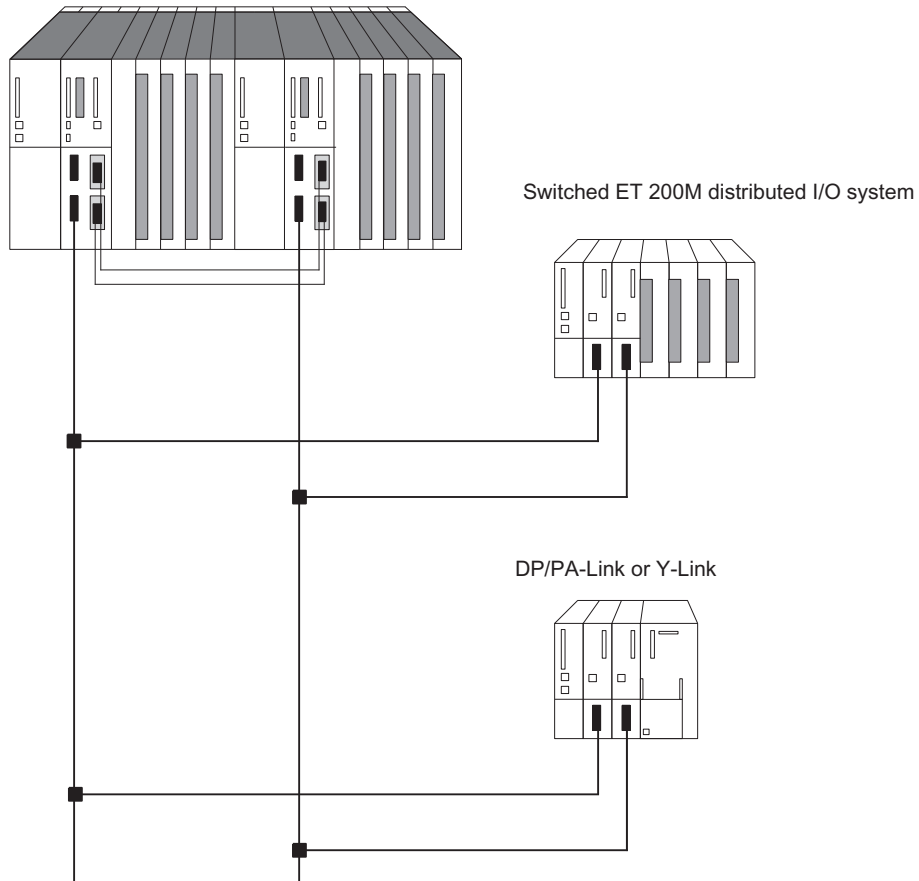 Switched ET 200M distributed I/O system
DP/PA-Link or Y-Link